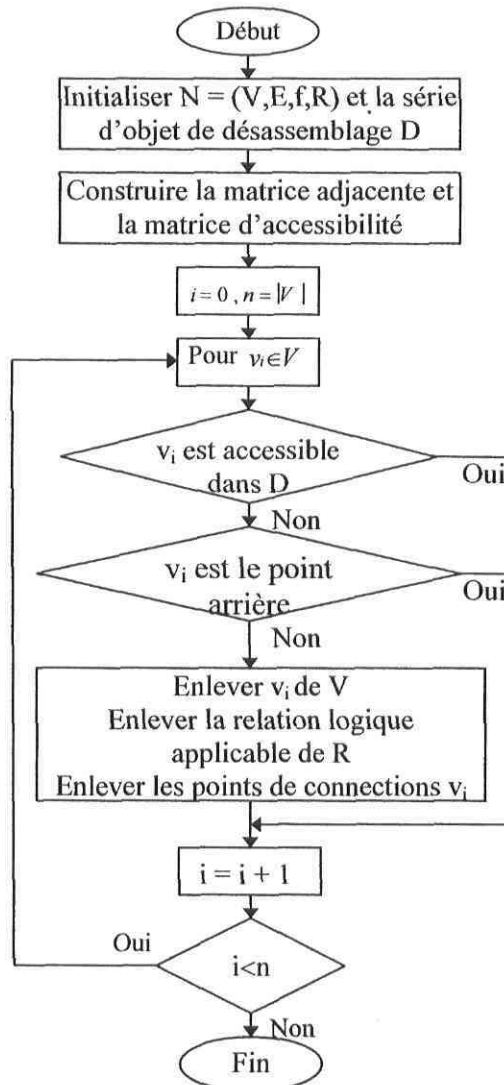 Début
Initialiser N = (V,E,f,R) et la série
d'objet de désassemblage D
Construire la matrice adjacente et
la matrice d'accessibilité
i = 0 , n = |V |
Pour vᵢ∈V
vᵢ est accessible
dans D
Oui
Non
vᵢ est le point
arrière
Oui
Non
Enlever vᵢ de V
Enlever la relation logique
applicable de R
Enlever les points de connections vᵢ
i = i + 1
Oui
i<n
Non
Fin